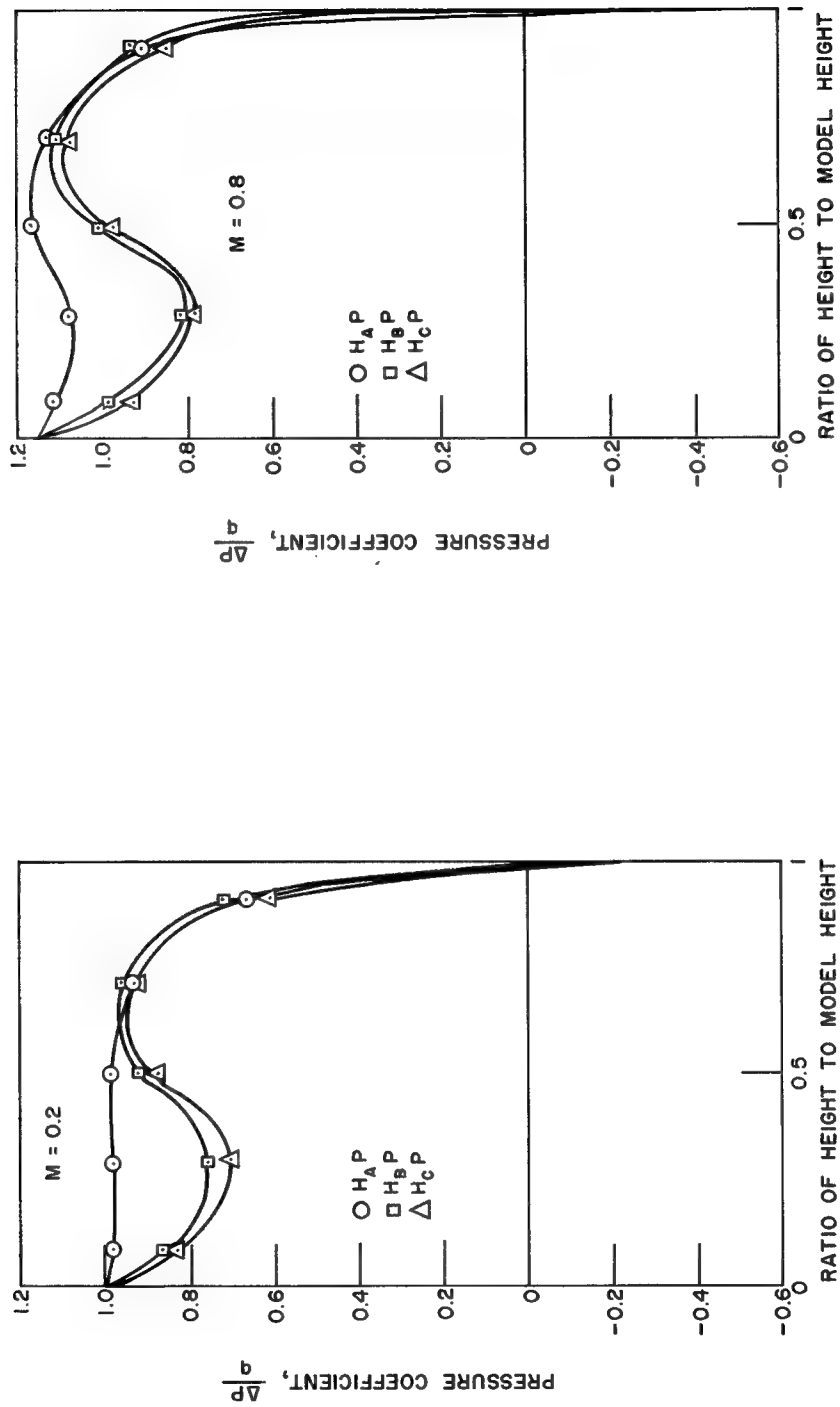 1.2
1.0
0.8
0.6
0.4
0.2
0
-0.2
-0.4
-0.6
PRESSURE COEFFICIENT, ΔP/q
M = 0.2
○ H_A P
□ H_B P
△ H_C P
0 0.5 1
RATIO OF HEIGHT TO MODEL HEIGHT
1.2
1.0
0.8
0.6
0.4
0.2
0
-0.2
-0.4
-0.6
PRESSURE COEFFICIENT, ΔP/q
M = 0.8
○ H_A P
□ H_B P
△ H_C P
0 0.5 1
RATIO OF HEIGHT TO MODEL HEIGHT